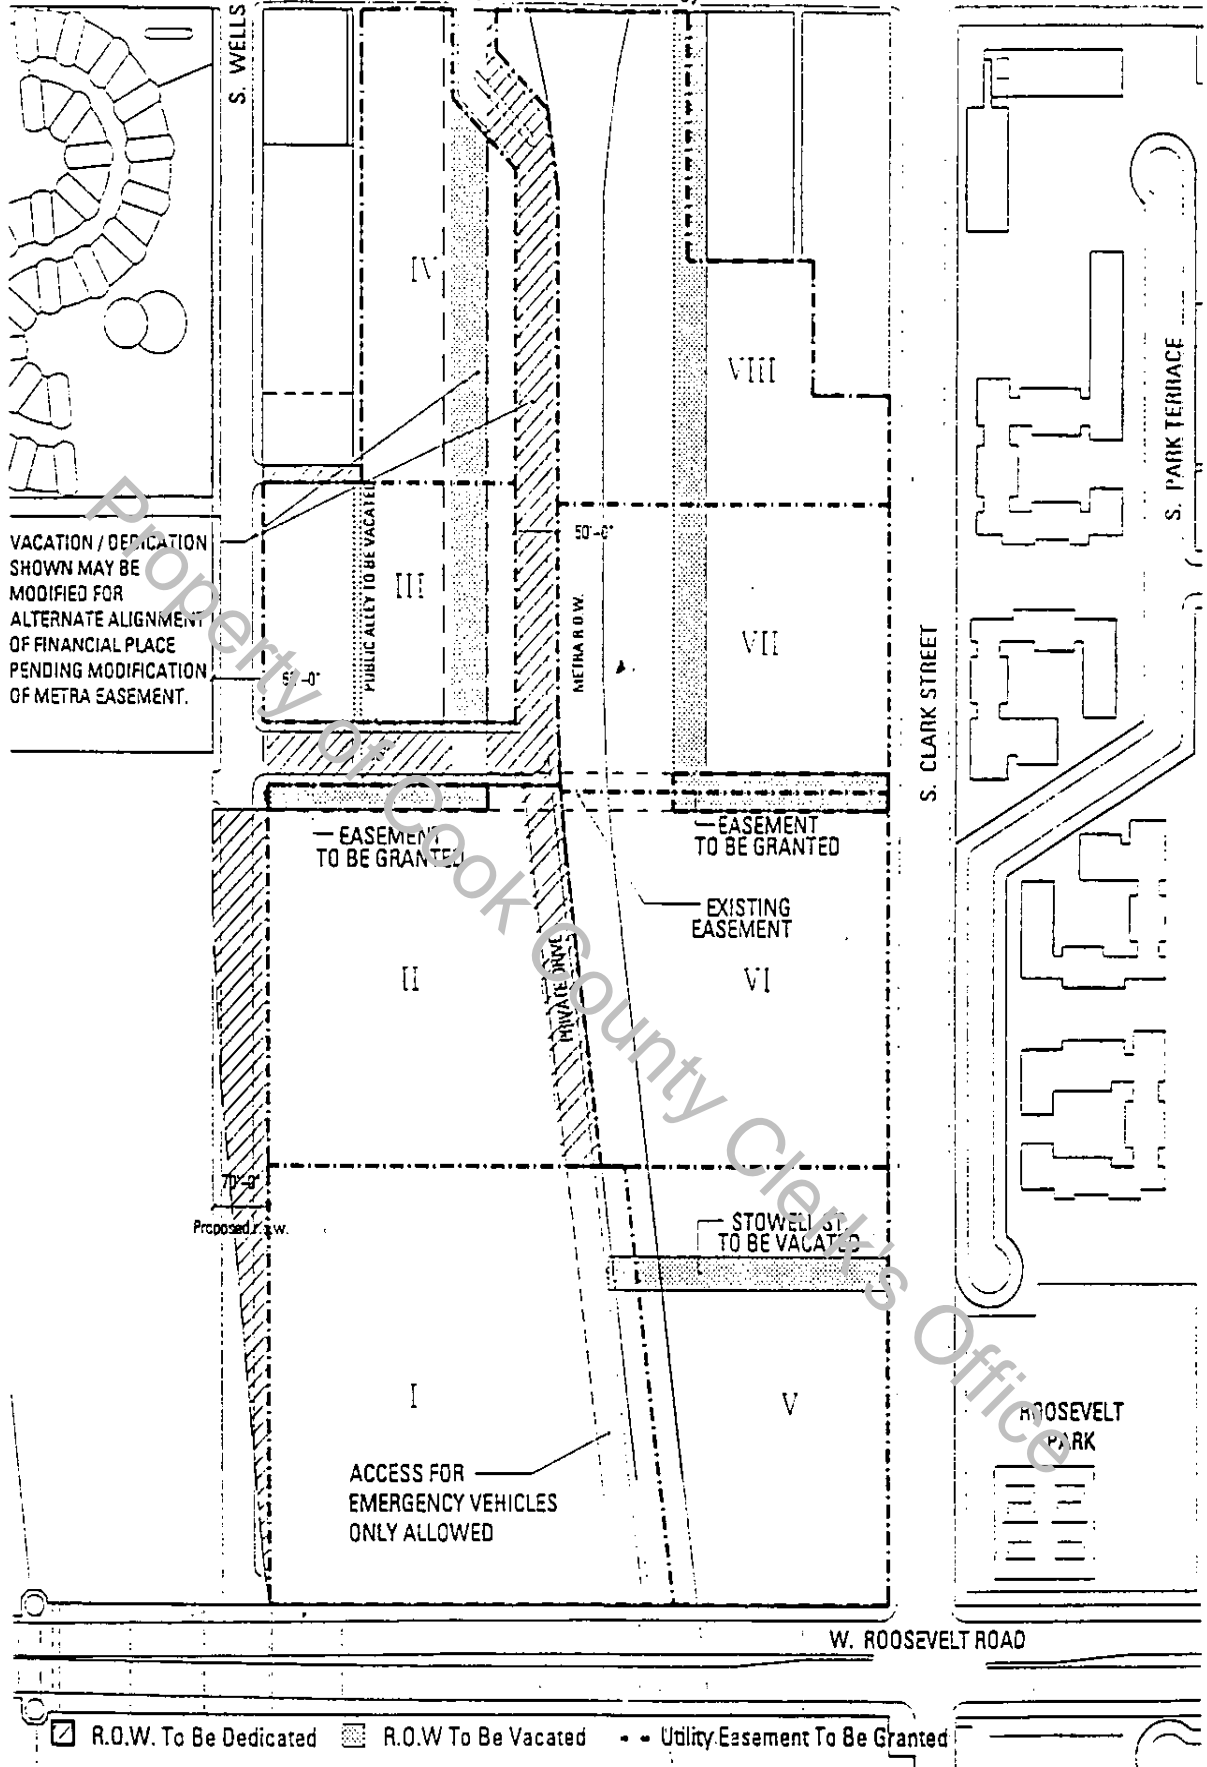 S. WELLS
IV
VIII
S. PARK TERRACE
VACATION / DEDICATION
SHOWN MAY BE
MODIFIED FOR
ALTERNATE ALIGNMENT
OF FINANCIAL PLACE
PENDING MODIFICATION
OF METRA EASEMENT.
PUBLIC ALLEY TO BE VACATED
III
50'-0"
METRA R.O.W.
VII
S. CLARK STREET
EASEMENT
TO BE GRANTED
EASEMENT
TO BE GRANTED
EXISTING
EASEMENT
II
PRIVATE DRIVE
VI
70'-0"
Proposed r.o.w.
STOWELL ST.
TO BE VACATED
I
V
ROOSEVELT
PARK
ACCESS FOR
EMERGENCY VEHICLES
ONLY ALLOWED
W. ROOSEVELT ROAD
R.O.W. To Be Dedicated
R.O.W To Be Vacated
Utility Easement To Be Granted
Property of Cook County Clerk's Office